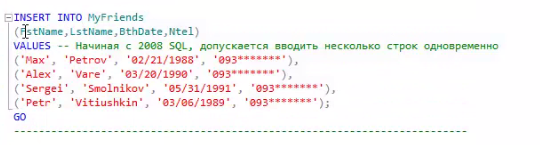 INSERT INTO MyFriends
(FstName,LstName,BthDate,Ntel)
VALUES -- Начиная с 2008 SQL, допускается вводить несколько строк одновременно
('Max', 'Petrov', '02/21/1988', '093*******'),
('Alex', 'Vare', '03/20/1990', '093*******'),
('Sergei', 'Smolnikov', '05/31/1991', '093*******'),
('Petr', 'Vitiushkin', '03/06/1989', '093*******');
GO